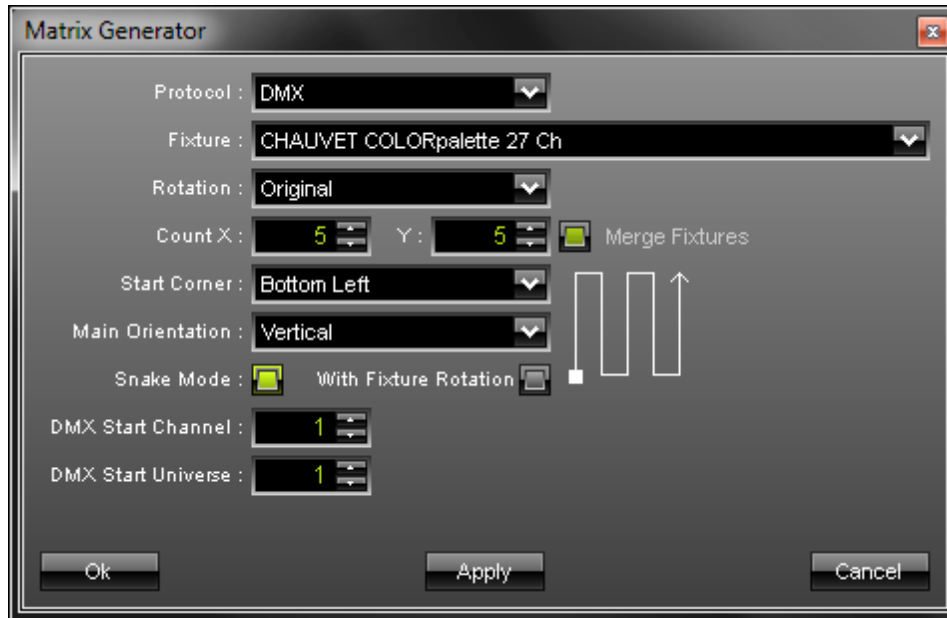 Matrix Generator
Protocol : DMX
Fixture : CHAUVET COLORpalette 27 Ch
Rotation : Original
Count X : 5 Y : 5 Merge Fixtures
Start Corner : Bottom Left
Main Orientation : Vertical
Snake Mode : With Fixture Rotation
DMX Start Channel : 1
DMX Start Universe : 1
Ok Apply Cancel